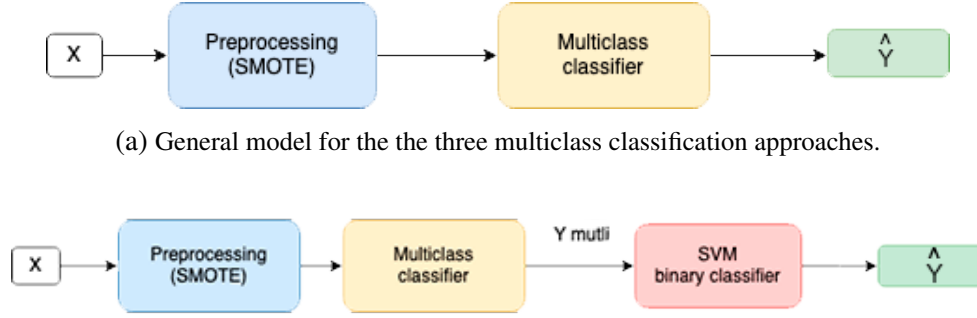 X
Preprocessing
(SMOTE)
Multiclass
classifier
^
Y
(a) General model for the the three multiclass classification approaches.
X
Preprocessing
(SMOTE)
Multiclass
classifier
Y mutli
SVM
binary classifier
^
Y